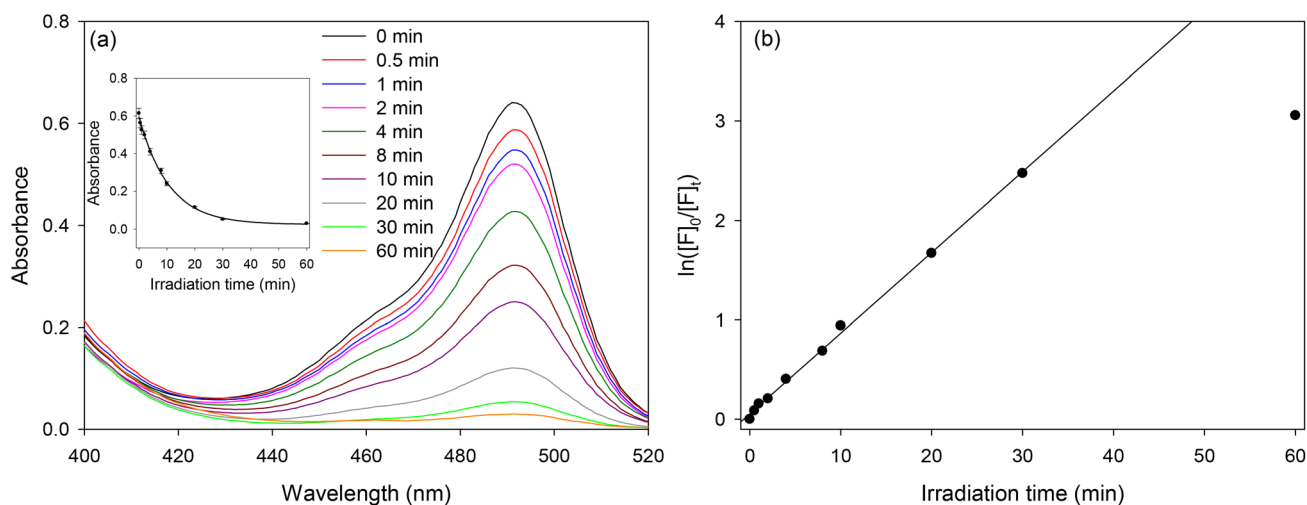 (a)
0 min
0.5 min
1 min
2 min
4 min
8 min
10 min
20 min
30 min
60 min
0.8
0.6
0.4
0.2
0.0
Absorbance
400 420 440 460 480 500 520
Wavelength (nm)
0.8
0.6
0.4
0.2
0.0
Absorbance
0 10 20 30 40 50 60
Irradiation time (min)
(b)
4
3
2
1
0
ln([F]0/[F]t)
0 10 20 30 40 50 60
Irradiation time (min)